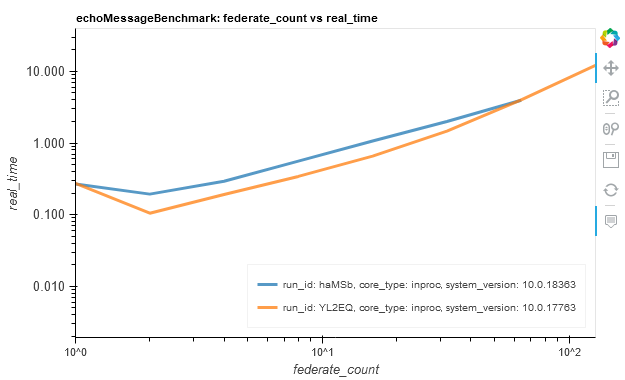 echoMessageBenchmark: federate_count vs real_time
10.000
1.000
0.100
0.010
real_time
run_id: haMSb, core_type: inproc, system_version: 10.0.18363
run_id: YL2EQ, core_type: inproc, system_version: 10.0.17763
10^0
10^1
10^2
federate_count